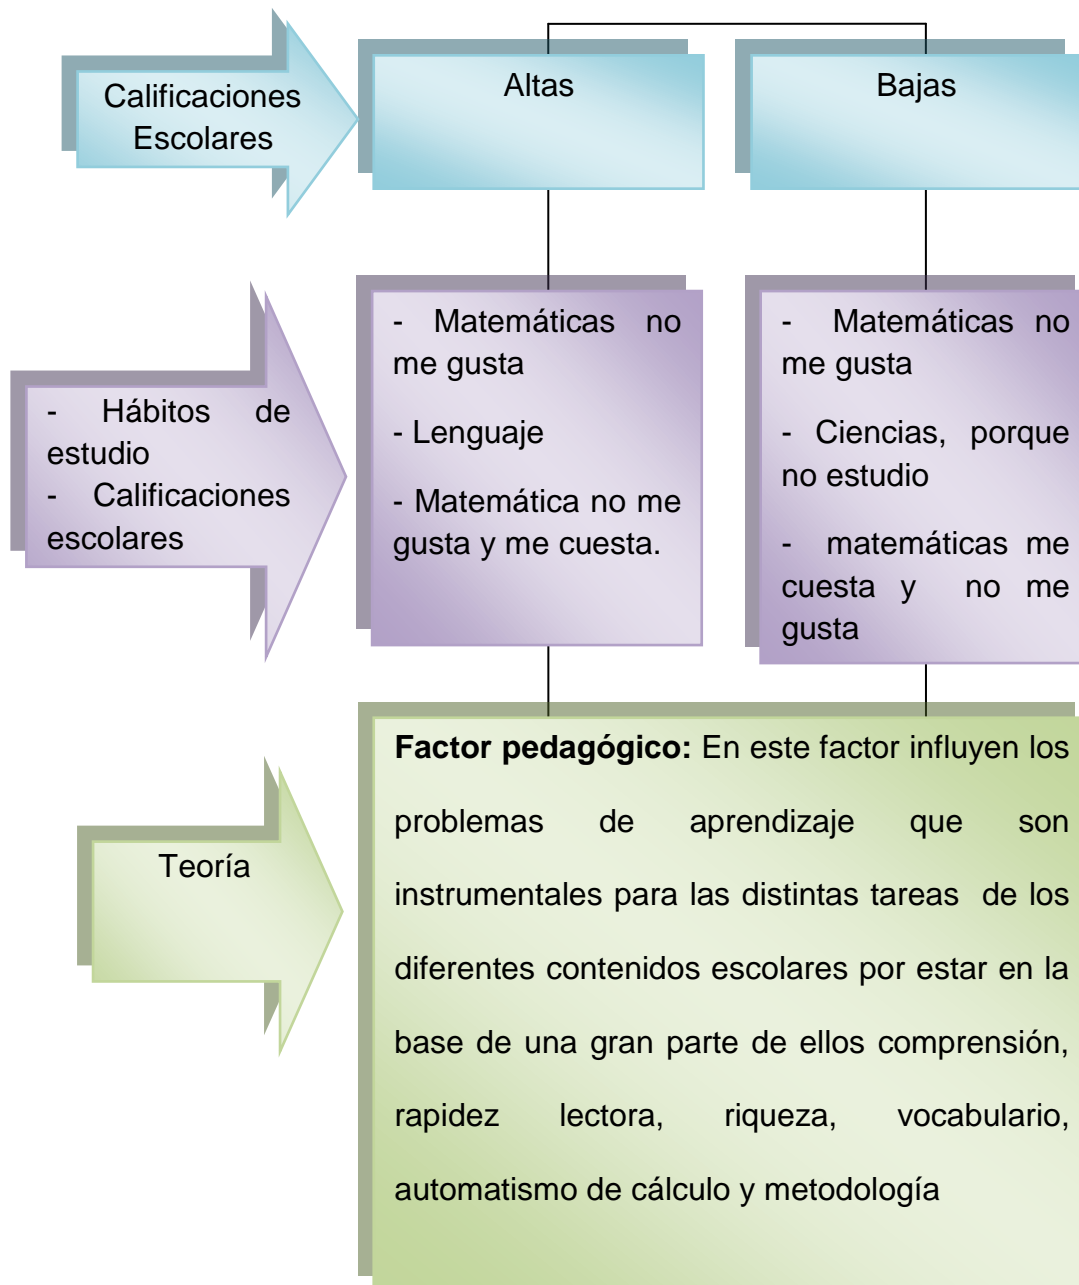 Calificaciones
Escolares
Altas
Bajas
- Hábitos de
estudio
- Calificaciones
escolares
- Matemáticas no
me gusta
- Lenguaje
- Matemática no me
gusta y me cuesta.
- Matemáticas no
me gusta
- Ciencias, porque
no estudio
- matemáticas me
cuesta y no me
gusta
Teoría
Factor pedagógico: En este factor influyen los
problemas de aprendizaje que son
instrumentales para las distintas tareas de los
diferentes contenidos escolares por estar en la
base de una gran parte de ellos comprensión,
rapidez lectora, riqueza, vocabulario,
automatismo de cálculo y metodología